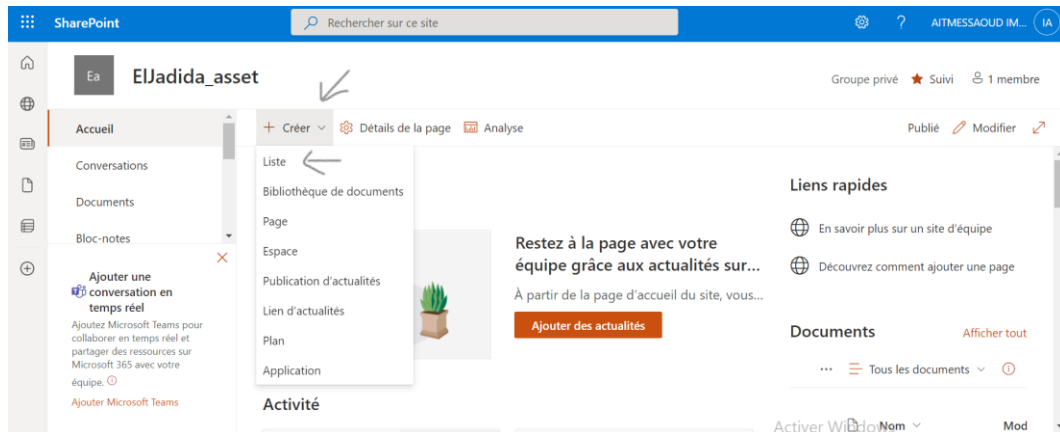 SharePoint
Rechercher sur ce site
?
AITMESSAOUD IM...
IA
Ea
ElJadida_asset
Groupe privé
Suivi
1 membre
Accueil
Conversations
Documents
Bloc-notes
+ Créer
Détails de la page
Analyse
Publié
Modifier
Liste
Bibliothèque de documents
Page
Espace
Publication d'actualités
Lien d'actualités
Plan
Application
Ajouter une
conversation en
temps réel
Ajoutez Microsoft Teams pour
collaborer en temps réel et
partager des ressources sur
Microsoft 365 avec votre
équipe.
Ajouter Microsoft Teams
Restez à la page avec votre
équipe grâce aux actualités sur...
À partir de la page d'accueil du site, vous...
Ajouter des actualités
Activité
Liens rapides
En savoir plus sur un site d'équipe
Découvrez comment ajouter une page
Documents
Afficher tout
... Tous les documents
Activer Windows
Nom
Mod